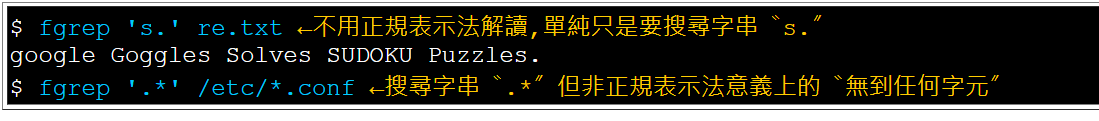 $ fgrep 's.' re.txt ←不用正規表示法解讀,單純只是要搜尋字串〝s.〞
google Goggles Solves SUDOKU Puzzles.
$ fgrep '.*' /etc/*.conf ←搜尋字串〝.*〞但非正規表示法意義上的〝無到任何字元〞